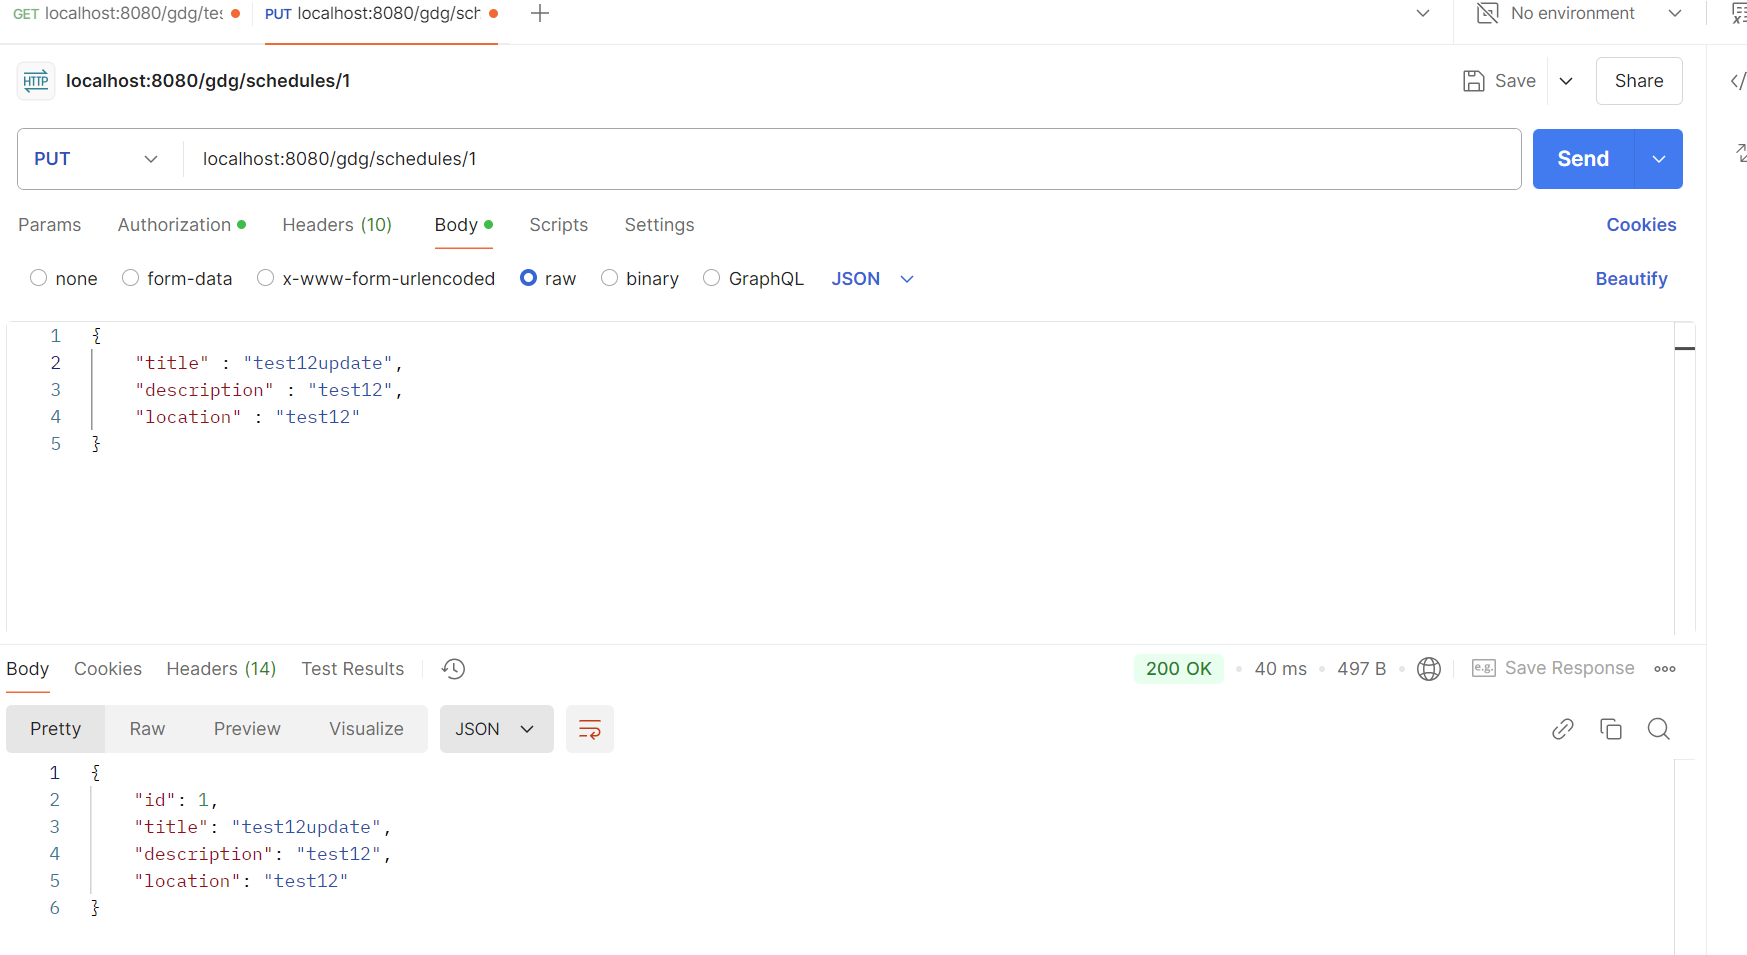 GET localhost:8080/gdg/tes
PUT localhost:8080/gdg/sch
No environment
HTTP localhost:8080/gdg/schedules/1
Save
Share
PUT localhost:8080/gdg/schedules/1
Send
Params Authorization Headers (10) Body Scripts Settings Cookies
none form-data x-www-form-urlencoded raw binary GraphQL JSON Beautify
1 {
2 "title" : "test12update",
3 "description" : "test12",
4 "location" : "test12"
5 }
Body Cookies Headers (14) Test Results 200 OK 40 ms 497 B e.g. Save Response
Pretty Raw Preview Visualize JSON
1 {
2 "id": 1,
3 "title": "test12update",
4 "description": "test12",
5 "location": "test12"
6 }